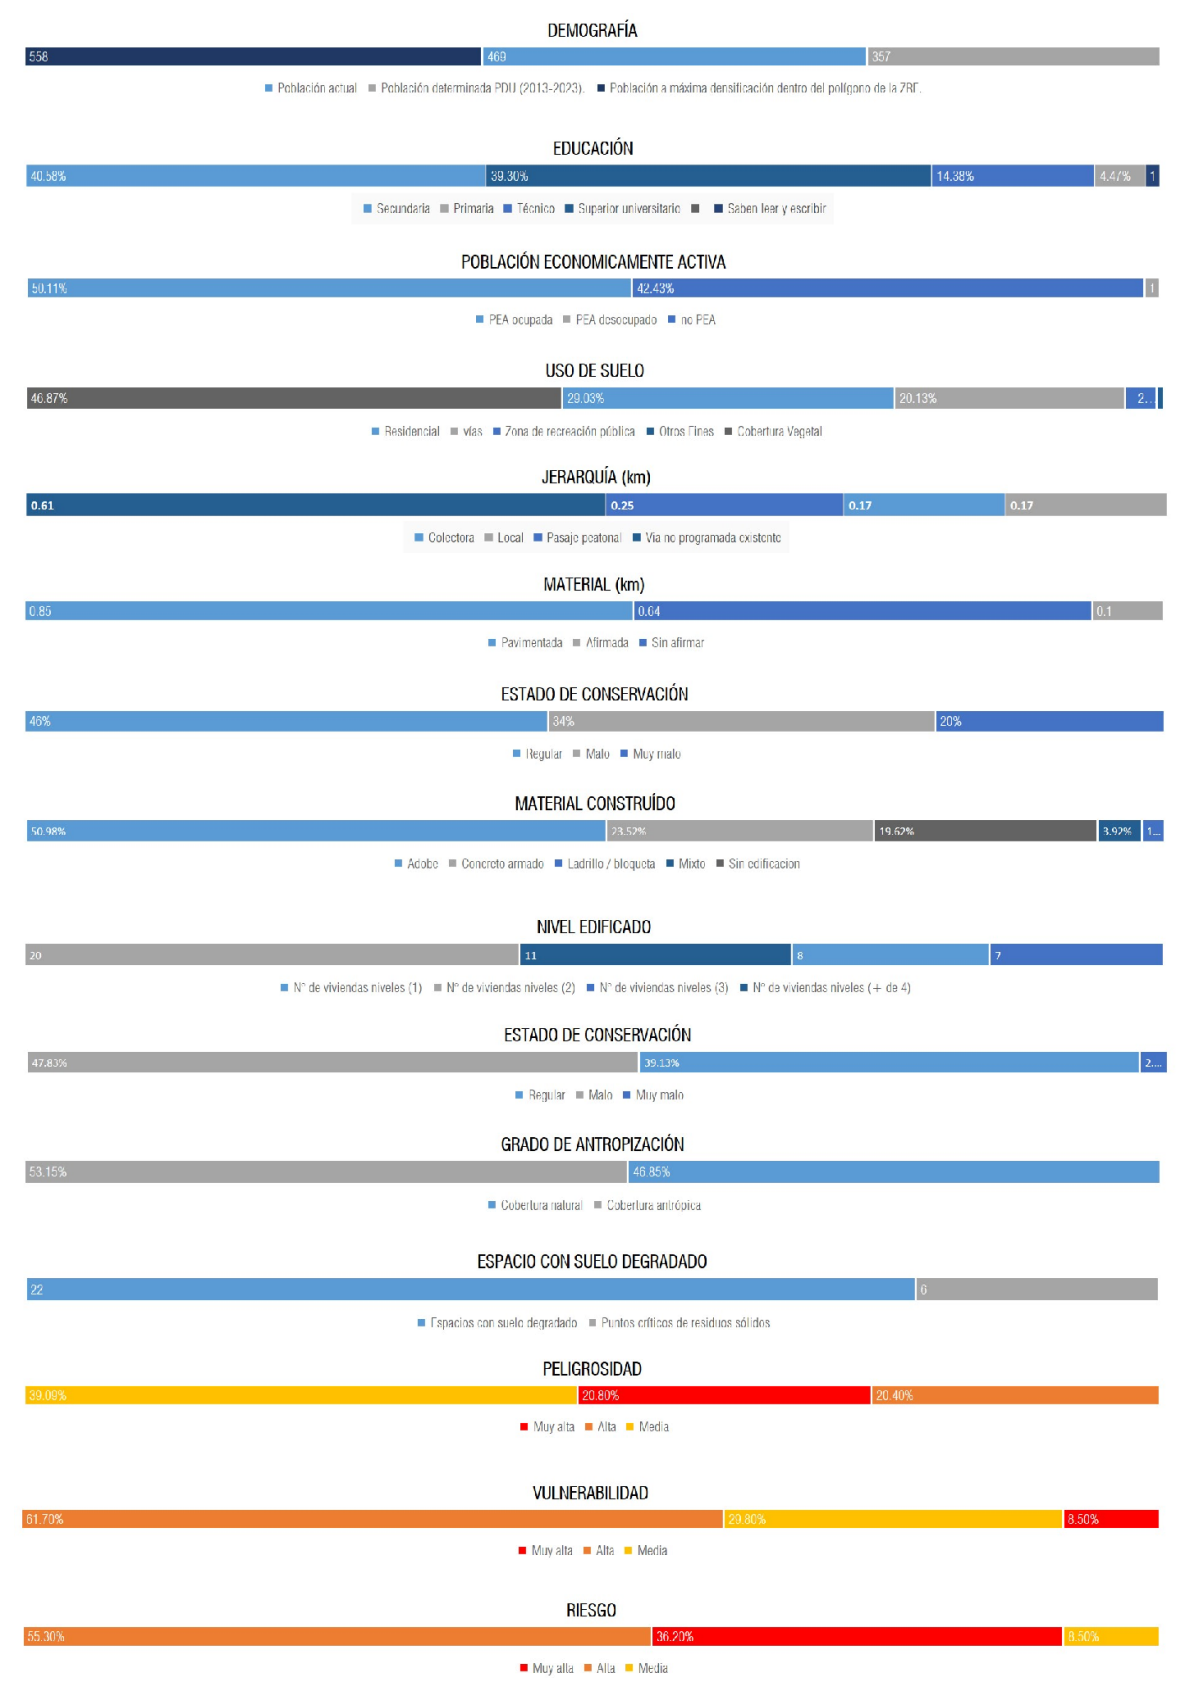 DEMOGRAFÍA
558 469 357
Población actual Población determinada PDU (2013-2023). Población a máxima densificación dentro del polígono de la ZRE.
EDUCACIÓN
40.58% 39.30% 14.38% 4.47% 1
Secundaria Primaria Técnico Superior universitario Saben leer y escribir
POBLACIÓN ECONOMICAMENTE ACTIVA
50.11% 42.43% 1
PEA ocupada PEA desocupado no PEA
USO DE SUELO
46.87% 29.03% 20.13% 2...
Residencial vías Zona de recreación pública Otros Fines Cobertura Vegetal
JERARQUÍA (km)
0.61 0.25 0.17 0.17
Colectora Local Pasaje peatonal Vía no programada existente
MATERIAL (km)
0.85 0.64 0.1
Pavimentada Afirmada Sin afirmar
ESTADO DE CONSERVACIÓN
46% 34% 20%
Regular Malo Muy malo
MATERIAL CONSTRUÍDO
50.98% 23.52% 19.62% 3.92% 1...
Adobe Concreto armado Ladrillo / bloqueta Mixto Sin edificacion
NIVEL EDIFICADO
20 11 8 7
N° de viviendas niveles (1) N° de viviendas niveles (2) N° de viviendas niveles (3) N° de viviendas niveles (+ de 4)
ESTADO DE CONSERVACIÓN
47.83% 39.13% 2....
Regular Malo Muy malo
GRADO DE ANTROPIZACIÓN
53.15% 46.85%
Cobertura natural Cobertura antrópica
ESPACIO CON SUELO DEGRADADO
22 6
Espacios con suelo degradado Puntos críticos de residuos sólidos
PELIGROSIDAD
39.09% 20.80% 20.40%
Muy alta Alta Media
VULNERABILIDAD
61.70% 29.80% 8.50%
Muy alta Alta Media
RIESGO
55.30% 36.20% 8.50%
Muy alta Alta Media